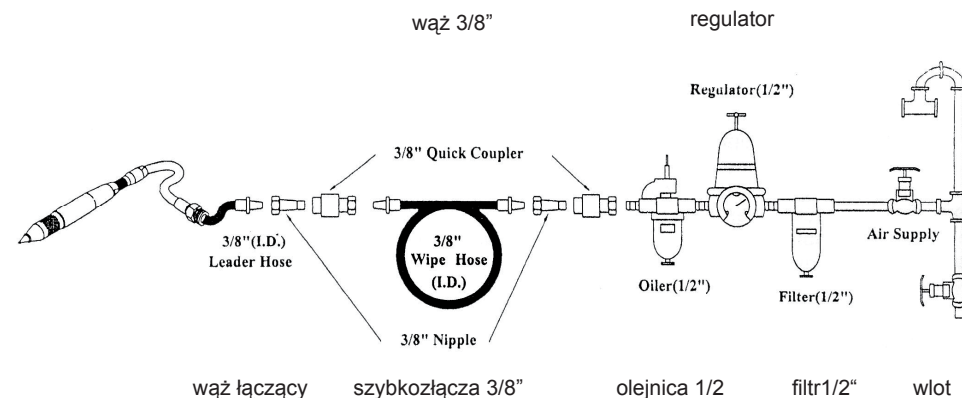 wąż 3/8”
regulator
Regulator(1/2")
3/8" Quick Coupler
3/8"(I.D.)
Leader Hose
3/8"
Wipe Hose
(I.D.)
Air Supply
Oiler(1/2")
Filter(1/2")
3/8" Nipple
wąż łączący
szybkozłącza 3/8”
olejnica 1/2
filtr1/2“
wlot